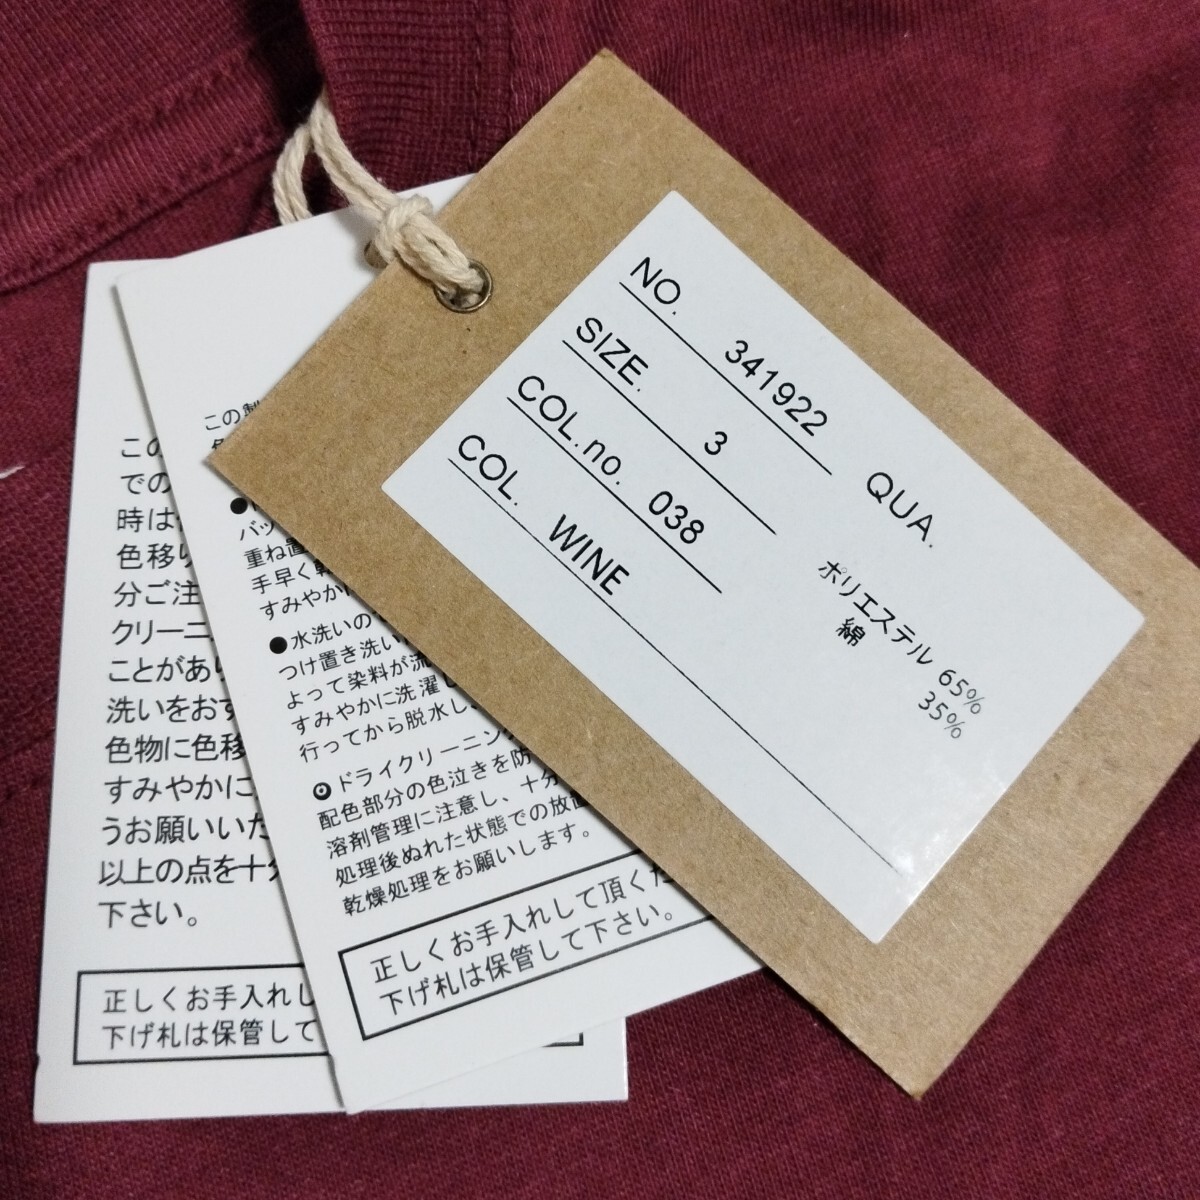 NO. 341922
SIZE. 3
COL.no. 038
COL. WINE
QUA.
ポリエステル 65%
綿 35%
この製
●
バッ
重ね置
手早く乾
すみやかに
●水洗いの
つけ置き洗い
よって染料が流
すみやかに洗濯し
行ってから脱水し、
◎ドライクリーニング
配色部分の色泣きを防
溶剤管理に注意し、十分
処理後ぬれた状態での放置
乾燥処理をお願いします。
正しくお手入れして頂くた
下げ札は保管して下さい。
この
での
時は
色移り
分ご注
クリーニ
ことがあり
洗いをおす
色物に色移
すみやかに
うお願いいた
以上の点を十分
下さい。
正しくお手入れし
下げ札は保管して